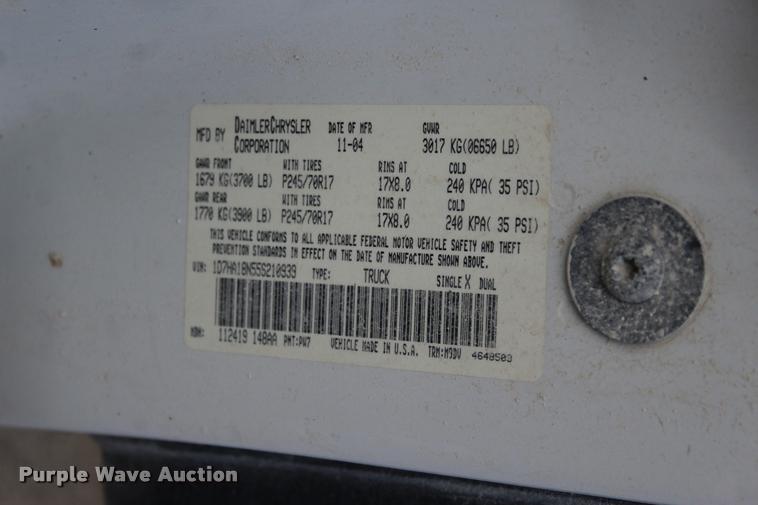 MFD BY DAIMLERCHRYSLER CORPORATION DATE OF MFR 11-04 GVWR 3017 KG(06650 LB)
GAWR FRONT WITH TIRES RIMS AT COLD
1679 KG(3700 LB) P245/70R17 17X8.0 240 KPA( 35 PSI)
GAWR REAR WITH TIRES RIMS AT COLD
1770 KG(3900 LB) P245/70R17 17X8.0 240 KPA( 35 PSI)
THIS VEHICLE CONFORMS TO ALL APPLICABLE FEDERAL MOTOR VEHICLE SAFETY AND THEFT
PREVENTION STANDARDS IN EFFECT ON THE DATE OF MANUFACTURE SHOWN ABOVE.
VIN: 1D7HA18N55S210939 TYPE: TRUCK SINGLE X DUAL
MDH: 112419 148AA PNT:PW7 VEHICLE MADE IN U.S.A. TRM:M9DV 4648503
Purple Wave Auction